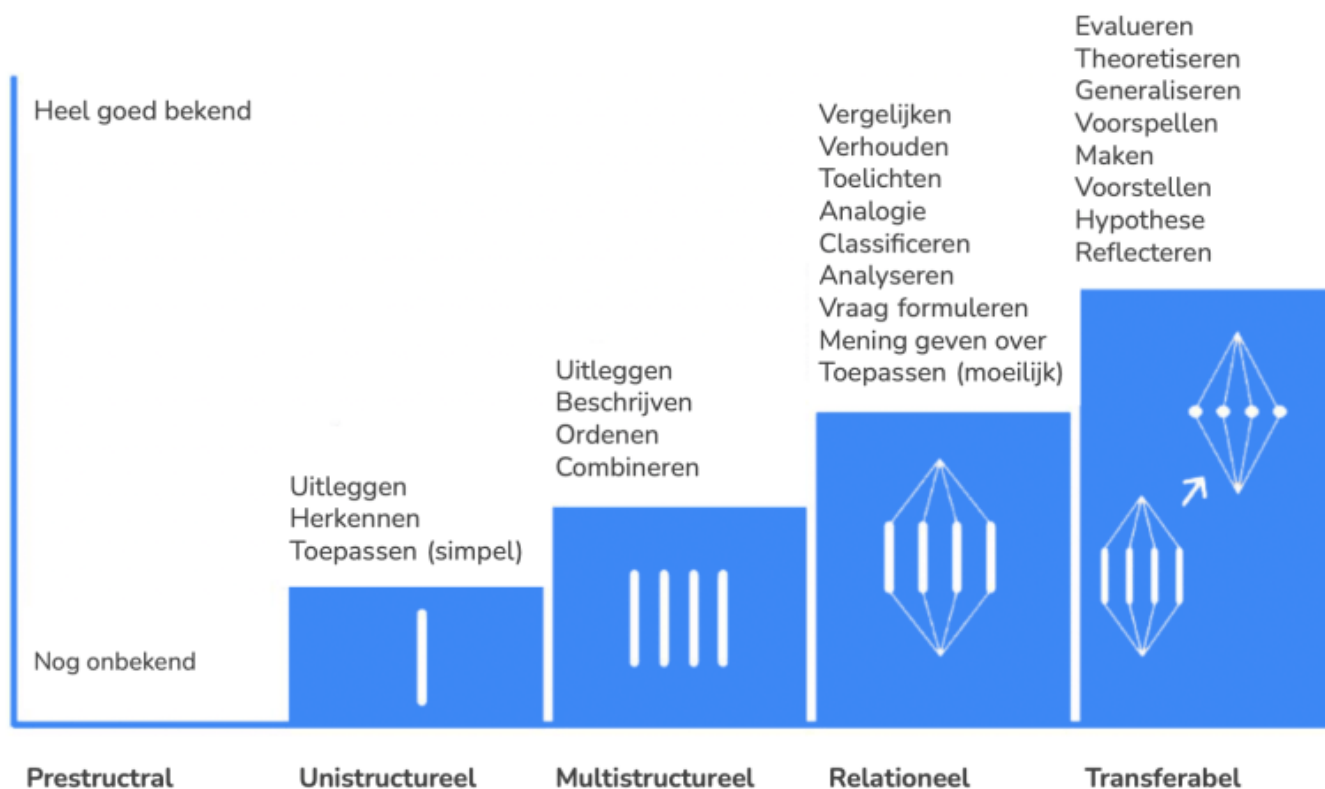 Heel goed bekend
Nog onbekend
Uitleggen
Herkennen
Toepassen (simpel)
Uitleggen
Beschrijven
Ordenen
Combineren
Vergelijken
Verhouden
Toelichten
Analogie
Classificeren
Analyseren
Vraag formuleren
Mening geven over
Toepassen (moeilijk)
Evalueren
Theoretiseren
Generaliseren
Voorspellen
Maken
Voorstellen
Hypothese
Reflecteren
Prestructral
Unistructureel
Multistructureel
Relationeel
Transferabel